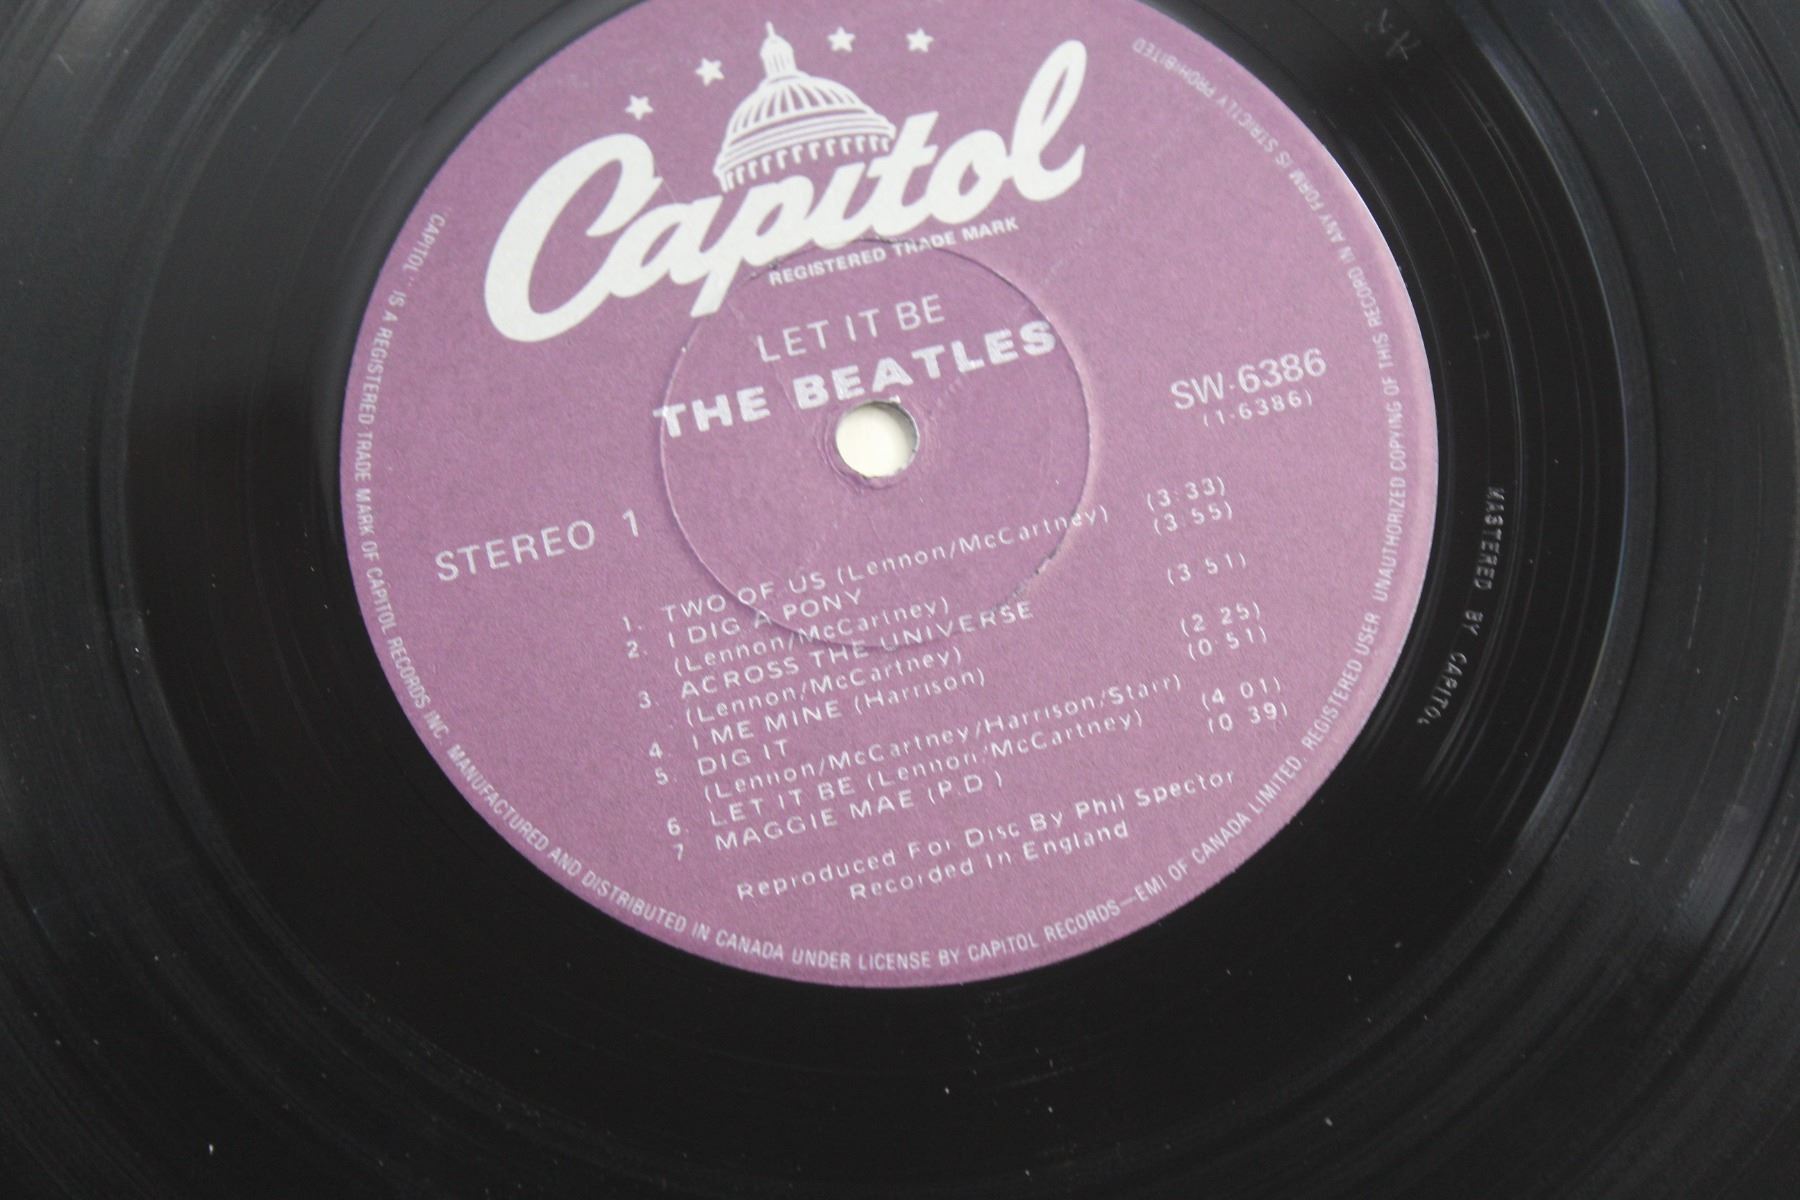 Capitol
REGISTERED TRADE MARK
LET IT BE
THE BEATLES
SW-6386
(1-6386)
STEREO 1
1. TWO OF US (Lennon/McCartney) (3:33)
2. I DIG A PONY (3:55)
(Lennon/McCartney)
3. ACROSS THE UNIVERSE (3 51)
(Lennon/McCartney)
4. I ME MINE (Harrison) (2 25)
5. DIG IT (0 51)
(Lennon/McCartney/Harrison/Starr)
6. LET IT BE (Lennon/McCartney) (4 01)
7 MAGGIE MAE (P.D ) (0 39)
Reproduced For Disc By Phil Spector
Recorded In England
CAPITOL" IS A REGISTERED TRADE MARK OF CAPITOL RECORDS INC. MANUFACTURED AND DISTRIBUTED IN CANADA UNDER LICENSE BY CAPITOL RECORDS—EMI OF CANADA LIMITED. REGISTERED USER UNAUTHORIZED COPYING OF THIS RECORD IN ANY FORM IS STRICTLY PROHIBITED
MASTERED BY CAPITOL